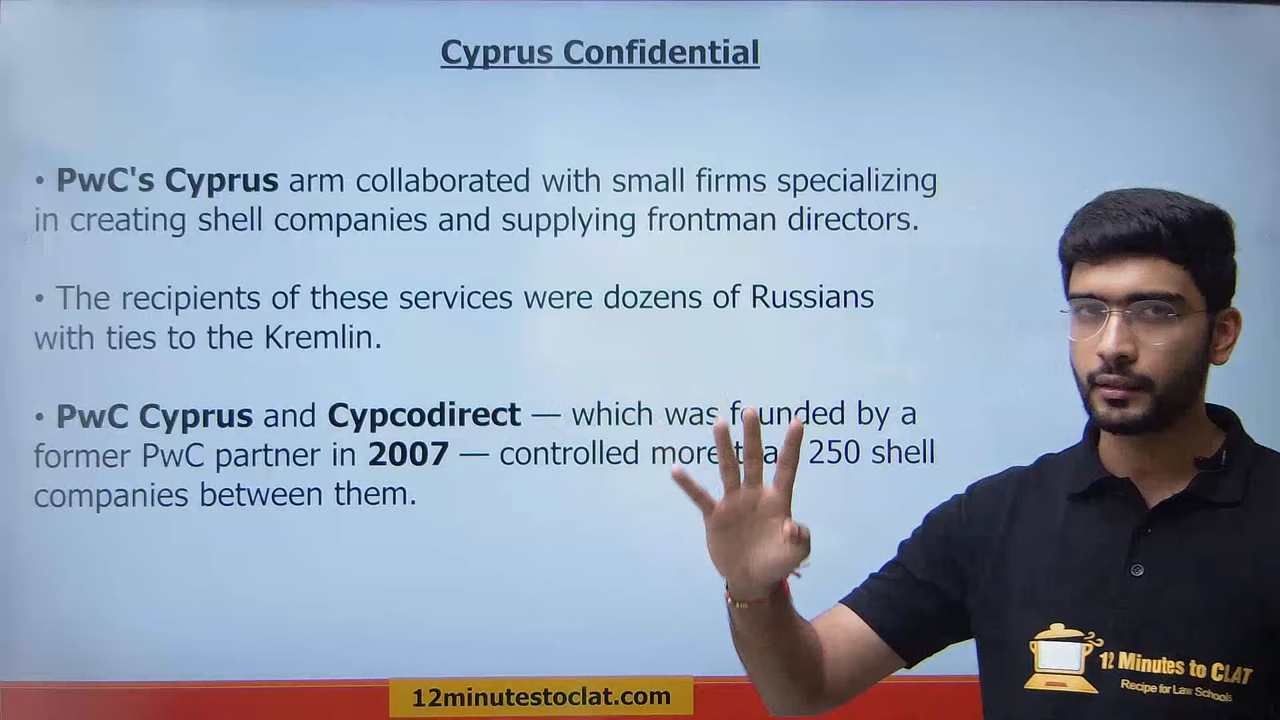 Cyprus Confidential
• PwC's Cyprus arm collaborated with small firms specializing
in creating shell companies and supplying frontman directors.
• The recipients of these services were dozens of Russians
with ties to the Kremlin.
• PwC Cyprus and Cypcodirect — which was founded by a
former PwC partner in 2007 — controlled more than 250 shell
companies between them.
12minutestoclat.com
12 Minutes to CLAT
Recipe for Law Schools